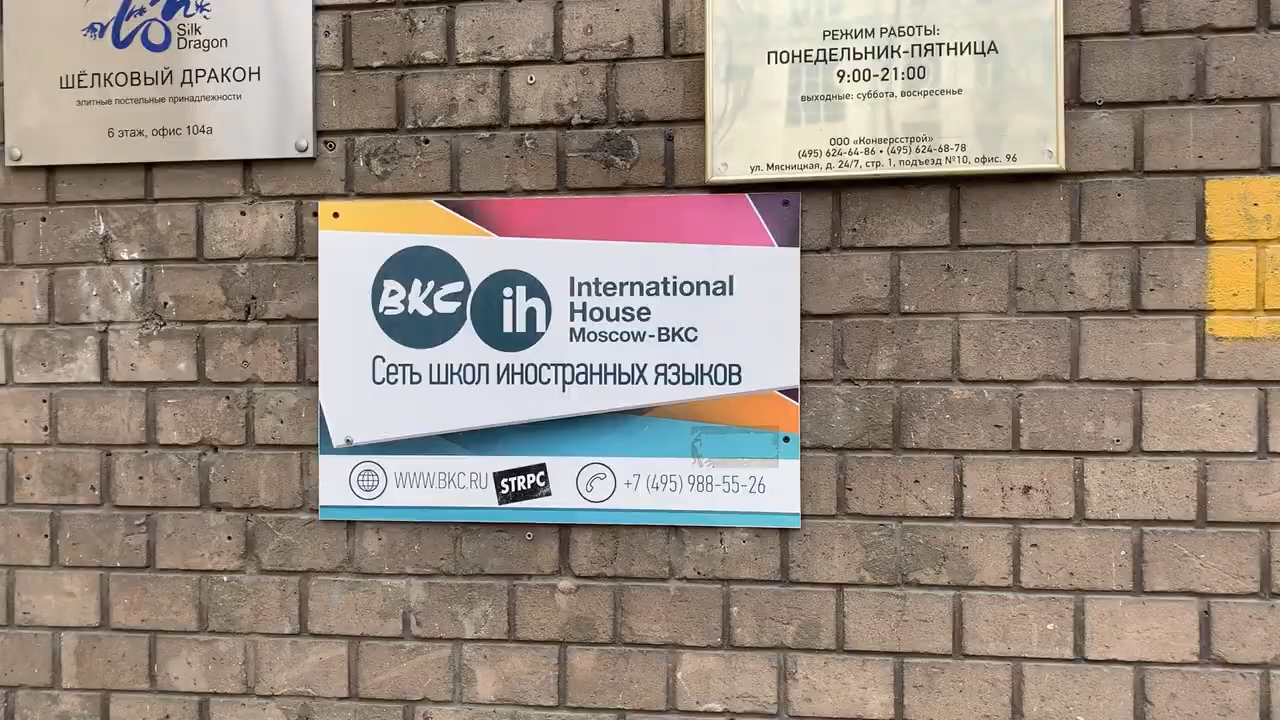 Silk
Dragon
ШЁЛКОВЫЙ ДРАКОН
элитные постельные принадлежности
6 этаж, офис 104а
РЕЖИМ РАБОТЫ:
ПОНЕДЕЛЬНИК-ПЯТНИЦА
9:00-21:00
выходные: суббота, воскресенье
ООО «Конверсстрой»
(495) 624-64-86 • (495) 624-68-78
ул. Мясницкая, д. 24/7, стр. 1, подъезд №10, офис. 96
ВКС ih International
House
Moscow-BKC
Сеть школ иностранных языков
WWW.BKC.RU STRPC +7 (495) 988-55-26